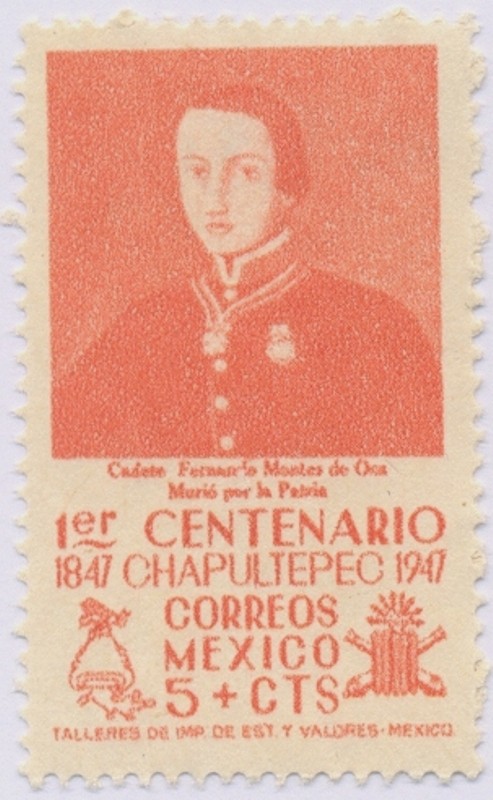 Cadete Fernando Montes de Oca
Murió por la Patria
1er CENTENARIO
1847 CHAPULTEPEC 1947
CORREOS
MEXICO
5 + CTS
TALLERES DE IMP. DE EST. Y VALORES·MEXICO